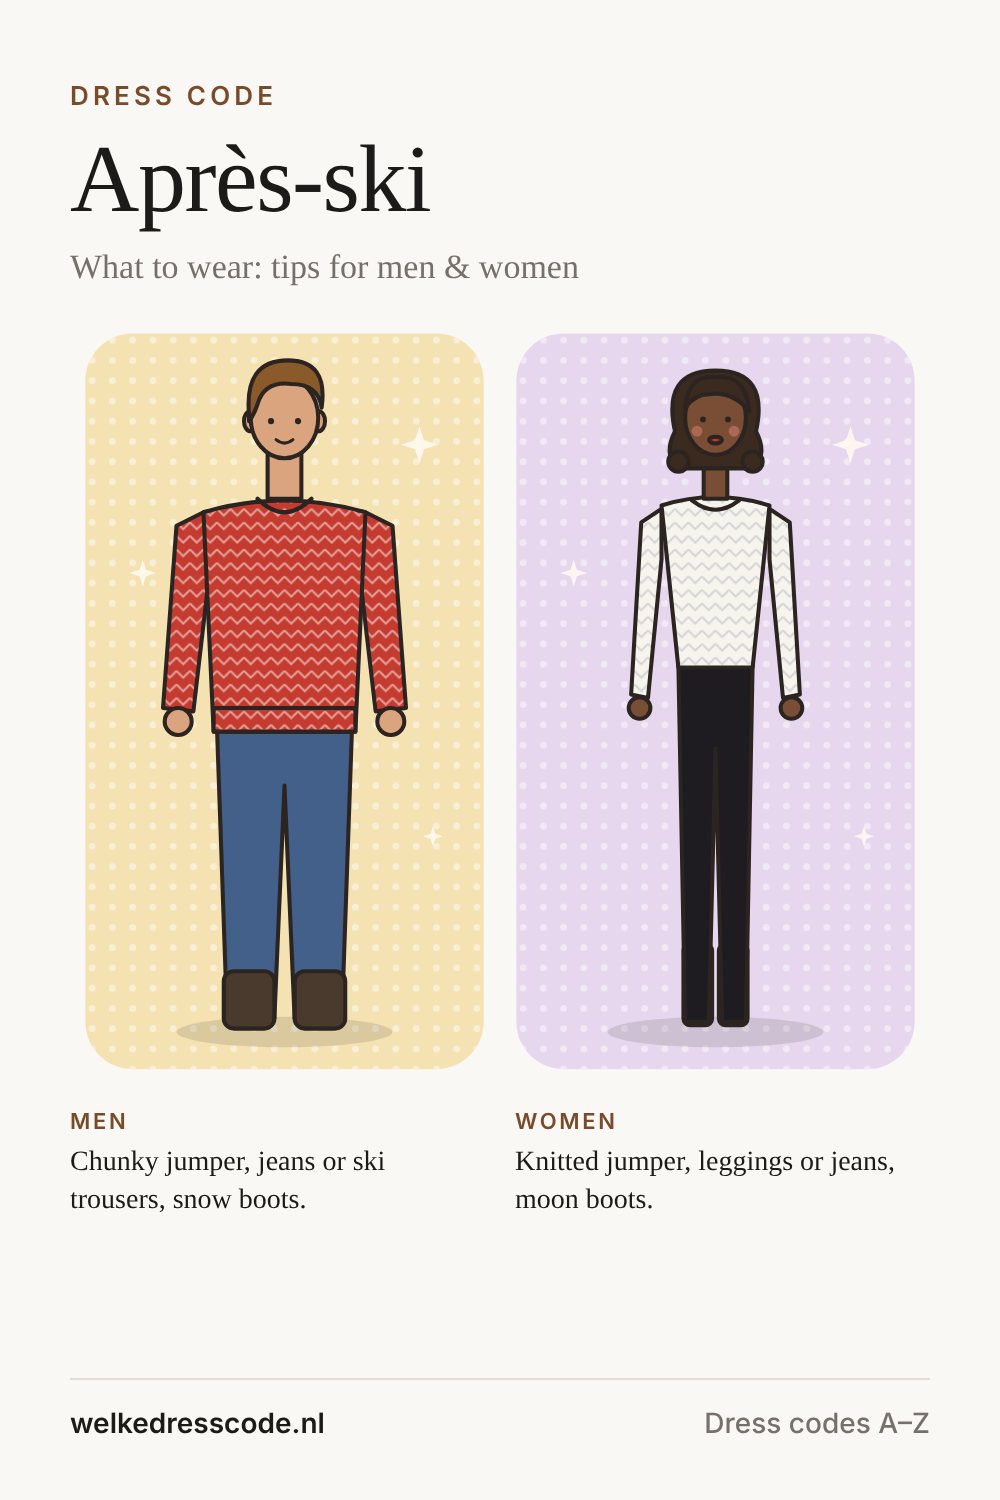 DRESS CODE
Après-ski
What to wear: tips for men & women
MEN
Chunky jumper, jeans or ski
trousers, snow boots.
WOMEN
Knitted jumper, leggings or jeans,
moon boots.
welkedresscode.nl
Dress codes A–Z